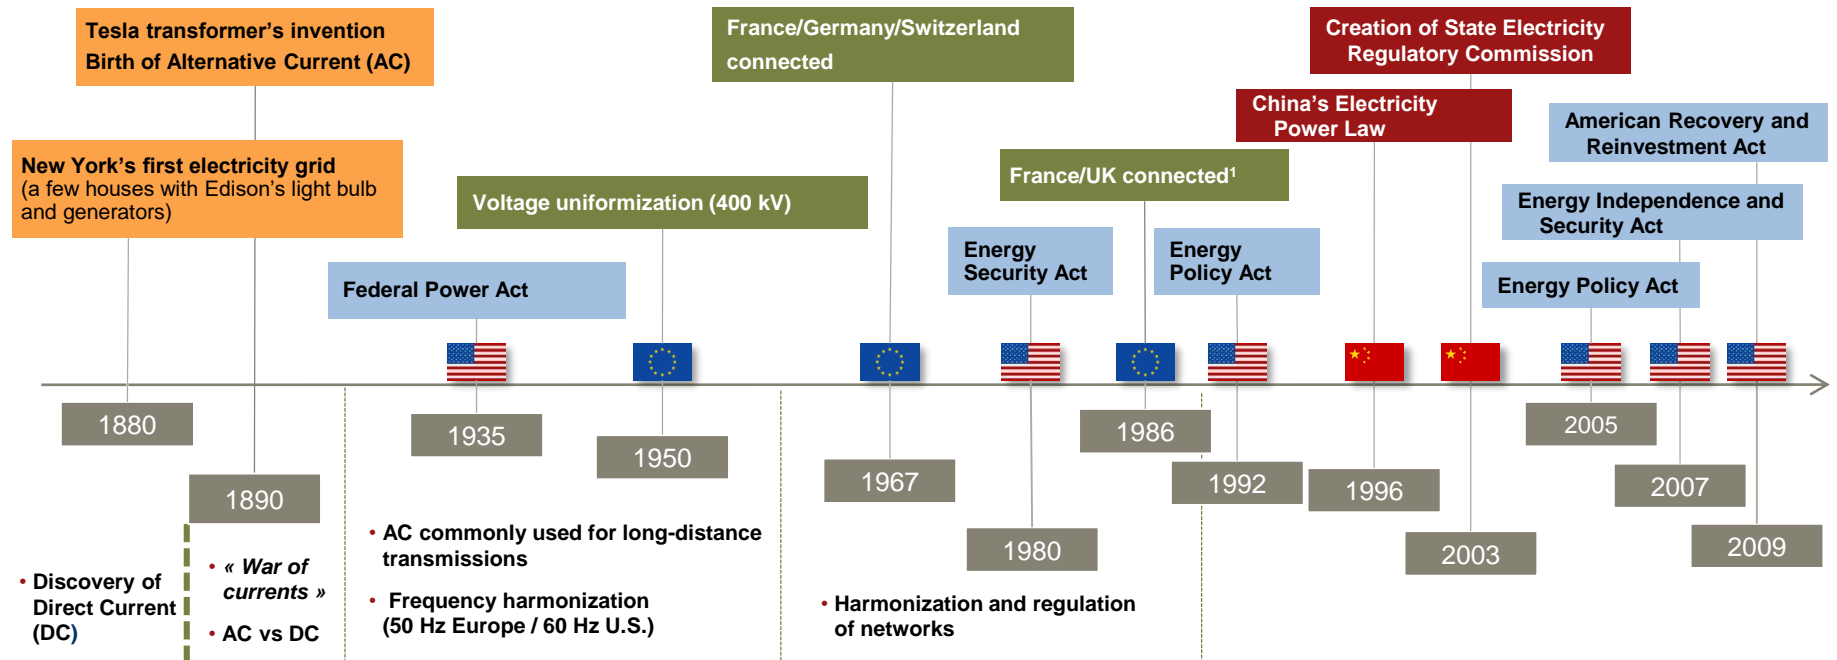 Tesla transformer's invention
Birth of Alternative Current (AC)
New York's first electricity grid
(a few houses with Edison's light bulb
and generators)
Federal Power Act
Voltage uniformization (400 kV)
France/Germany/Switzerland
connected
Energy
Security Act
France/UK connected¹
Energy
Policy Act
China's Electricity
Power Law
Creation of State Electricity
Regulatory Commission
Energy Policy Act
Energy Independence and
Security Act
American Recovery and
Reinvestment Act
1880
1890
1935
1950
1967
1980
1986
1992
1996
2003
2005
2007
2009
• Discovery of
Direct Current
(DC)
• « War of
currents »
• AC vs DC
• AC commonly used for long-distance
transmissions
• Frequency harmonization
(50 Hz Europe / 60 Hz U.S.)
• Harmonization and regulation
of networks